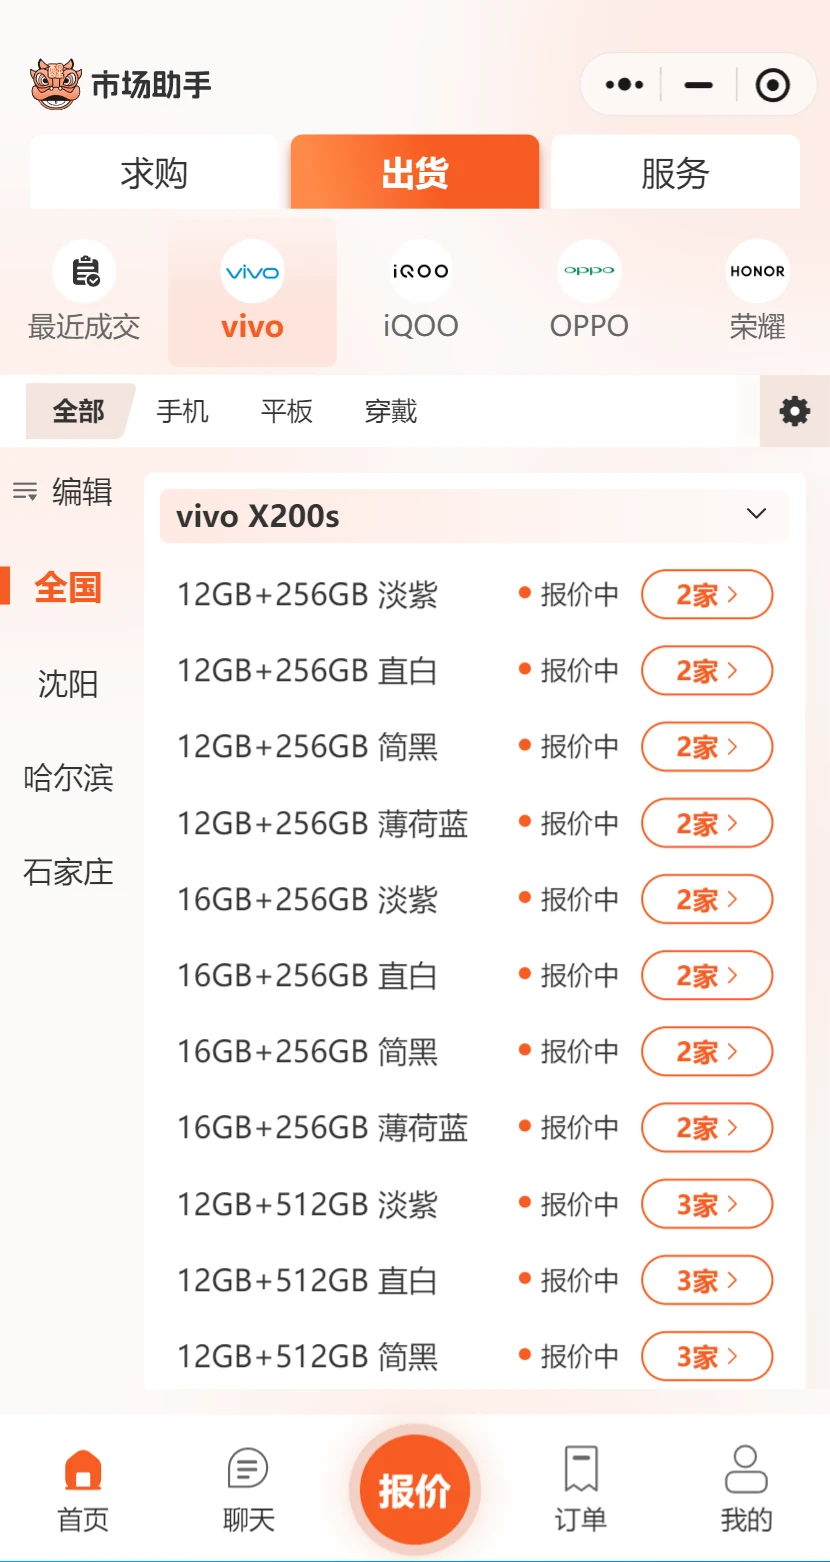 市场助手
求购 出货 服务
vivo iQOO oppo HONOR
最近成交 vivo iQOO OPPO 荣耀
全部 手机 平板 穿戴
编辑
vivo X200s
全国
沈阳
哈尔滨
石家庄
12GB+256GB 淡紫 报价中 2家
12GB+256GB 直白 报价中 2家
12GB+256GB 简黑 报价中 2家
12GB+256GB 薄荷蓝 报价中 2家
16GB+256GB 淡紫 报价中 2家
16GB+256GB 直白 报价中 2家
16GB+256GB 简黑 报价中 2家
16GB+256GB 薄荷蓝 报价中 2家
12GB+512GB 淡紫 报价中 3家
12GB+512GB 直白 报价中 3家
12GB+512GB 简黑 报价中 3家
首页 聊天 报价 订单 我的